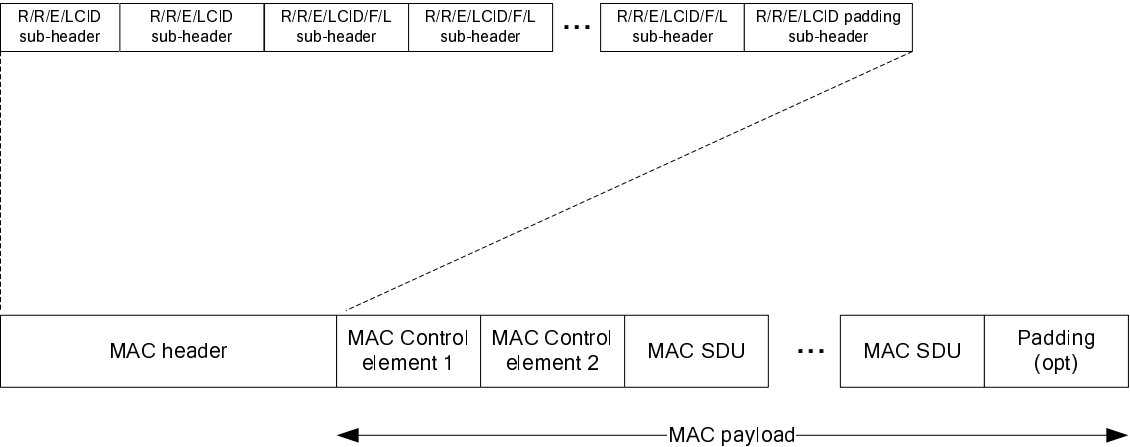 R/R/E/LCID
sub-header
R/R/E/LCID
sub-header
R/R/E/LCID/F/L
sub-header
R/R/E/LCID/F/L
sub-header
...
R/R/E/LCID/F/L
sub-header
R/R/E/LCID padding
sub-header
MAC header
MAC Control
element 1
MAC Control
element 2
MAC SDU
...
MAC SDU
Padding
(opt)
MAC payload